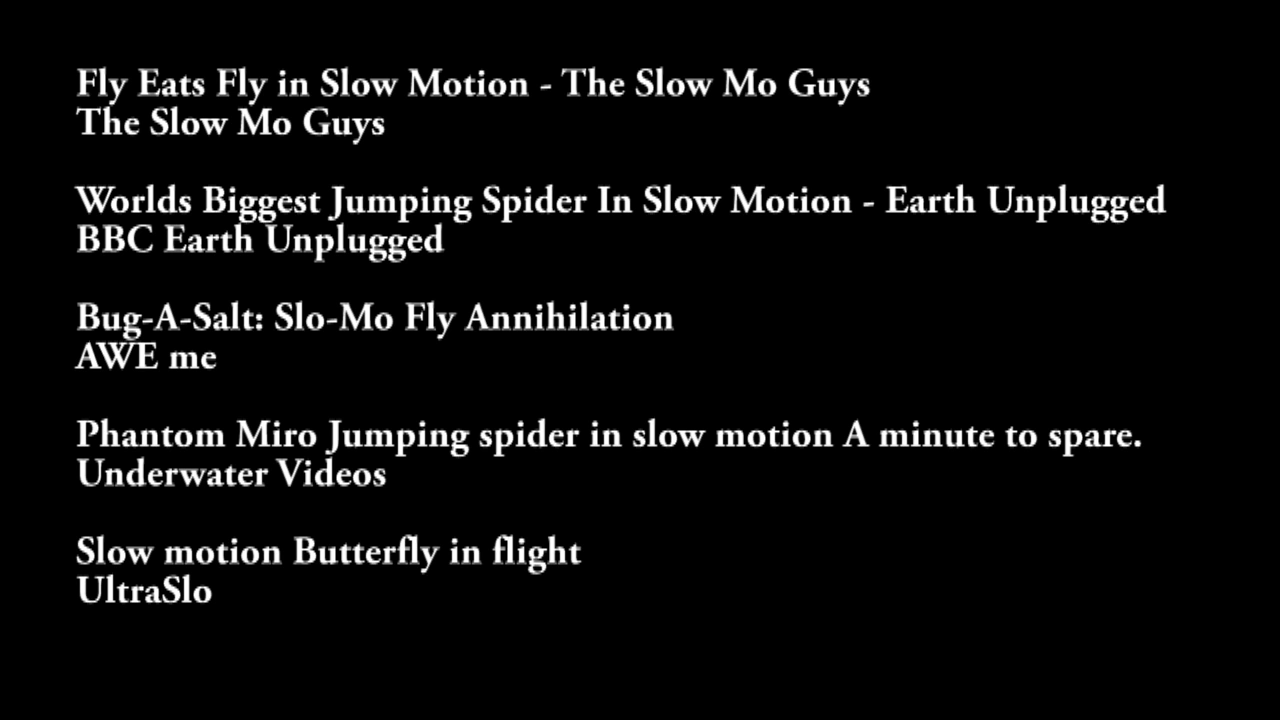 Fly Eats Fly in Slow Motion - The Slow Mo Guys
The Slow Mo Guys
Worlds Biggest Jumping Spider In Slow Motion - Earth Unplugged
BBC Earth Unplugged
Bug-A-Salt: Slo-Mo Fly Annihilation
AWE me
Phantom Miro Jumping spider in slow motion A minute to spare.
Underwater Videos
Slow motion Butterfly in flight
UltraSlo